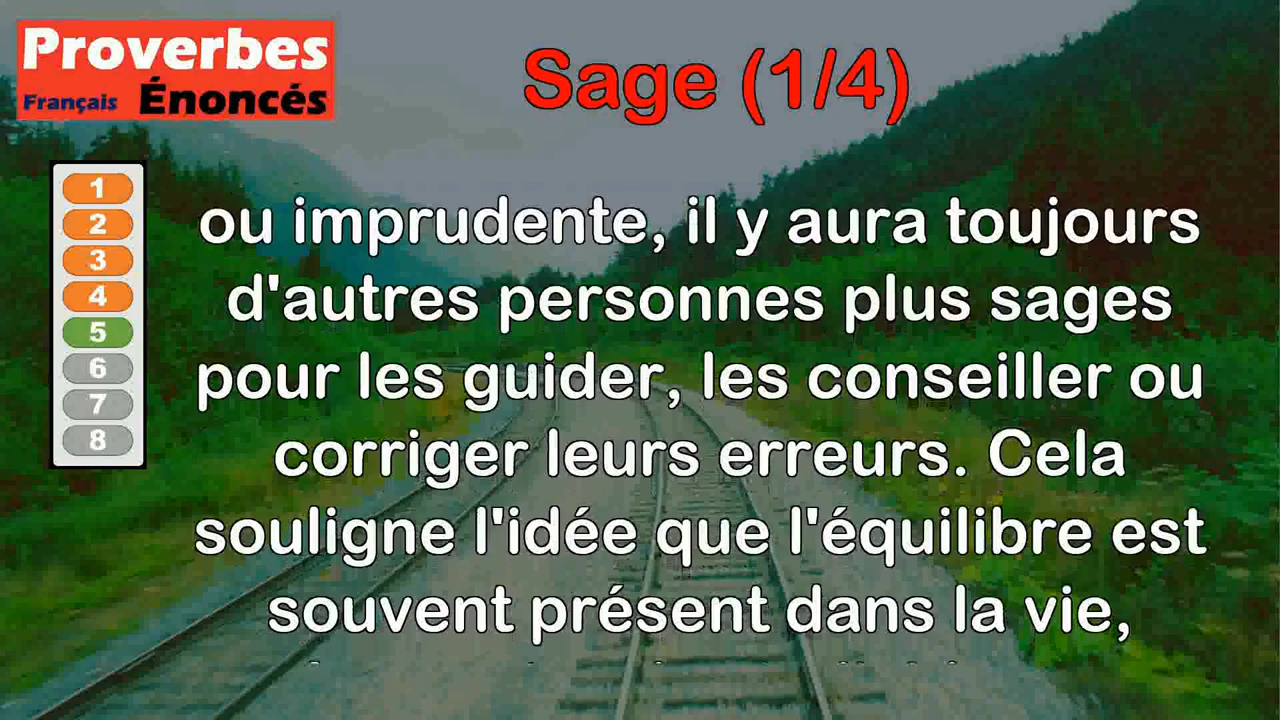 Proverbes
Français Énoncés
Sage (1/4)
1
2
3
4
5
6
7
8
ou imprudente, il y aura toujours
d'autres personnes plus sages
pour les guider, les conseiller ou
corriger leurs erreurs. Cela
souligne l'idée que l'équilibre est
souvent présent dans la vie,